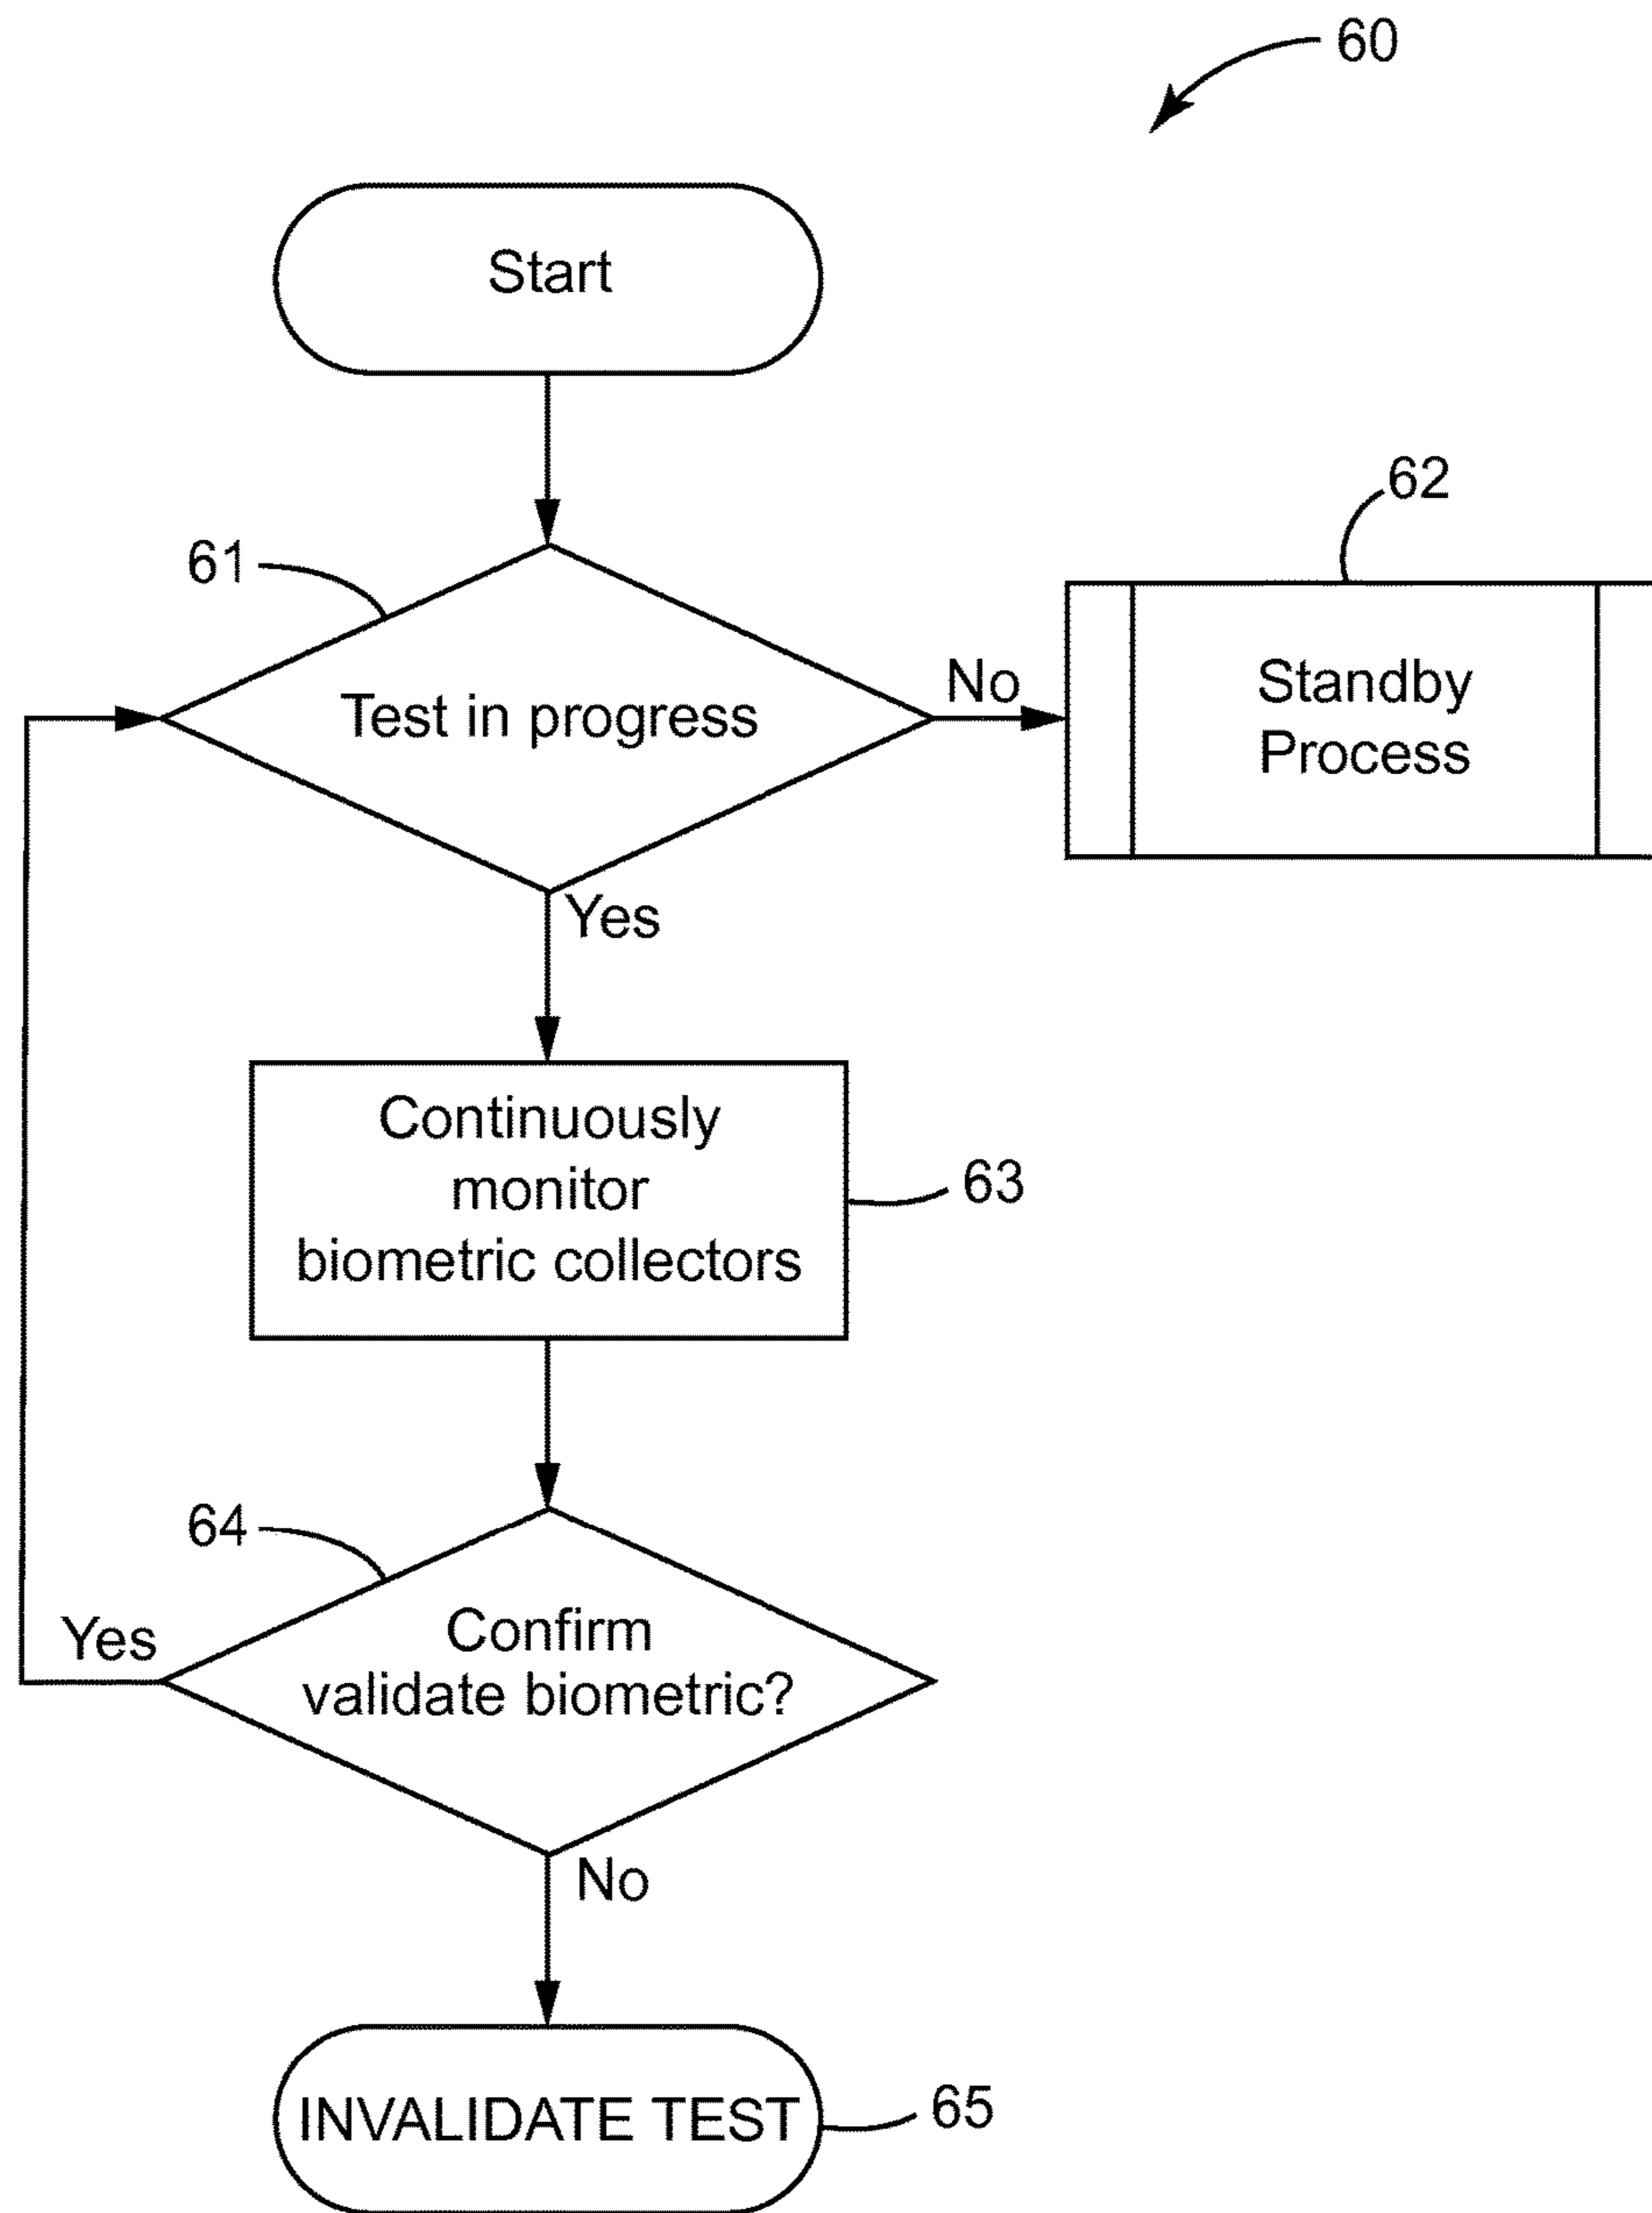 60
Start
61
62
Test in progress
No
Standby
Process
Yes
Continuously
monitor
biometric collectors
63
64
Yes
Confirm
validate biometric?
No
INVALIDATE TEST
65